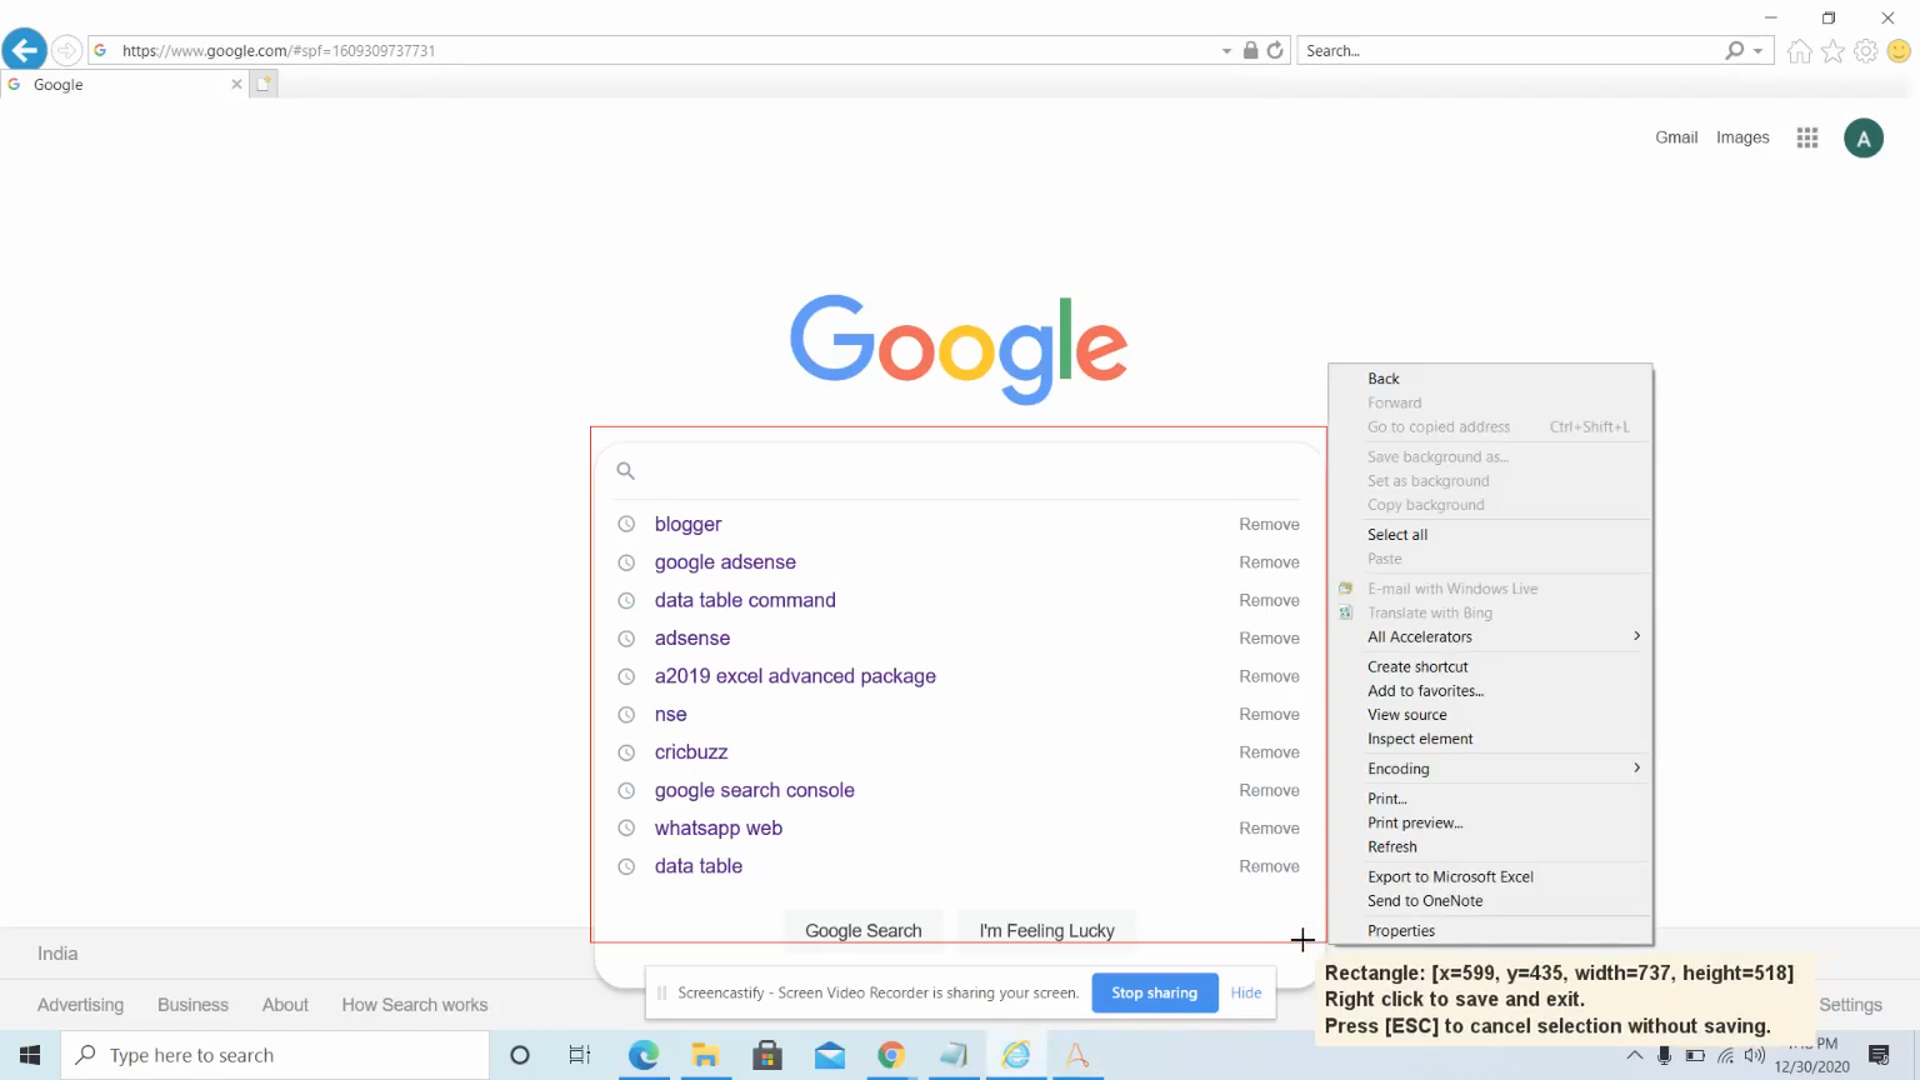 https://www.google.com/#spf=1609309737731
Search...
Google
Gmail Images
A
Google
blogger Remove
google adsense Remove
data table command Remove
adsense Remove
a2019 excel advanced package Remove
nse Remove
cricbuzz Remove
google search console Remove
whatsapp web Remove
data table Remove
Google Search I'm Feeling Lucky
Back
Forward
Go to copied address Ctrl+Shift+L
Save background as...
Set as background
Copy background
Select all
Paste
E-mail with Windows Live
Translate with Bing
All Accelerators
Create shortcut
Add to favorites...
View source
Inspect element
Encoding
Print...
Print preview...
Refresh
Export to Microsoft Excel
Send to OneNote
Properties
India
Rectangle: [x=599, y=435, width=737, height=518]
Right click to save and exit.
Press [ESC] to cancel selection without saving.
Screencastify - Screen Video Recorder is sharing your screen. Stop sharing Hide
Advertising Business About How Search works Settings
Type here to search
PM
12/30/2020